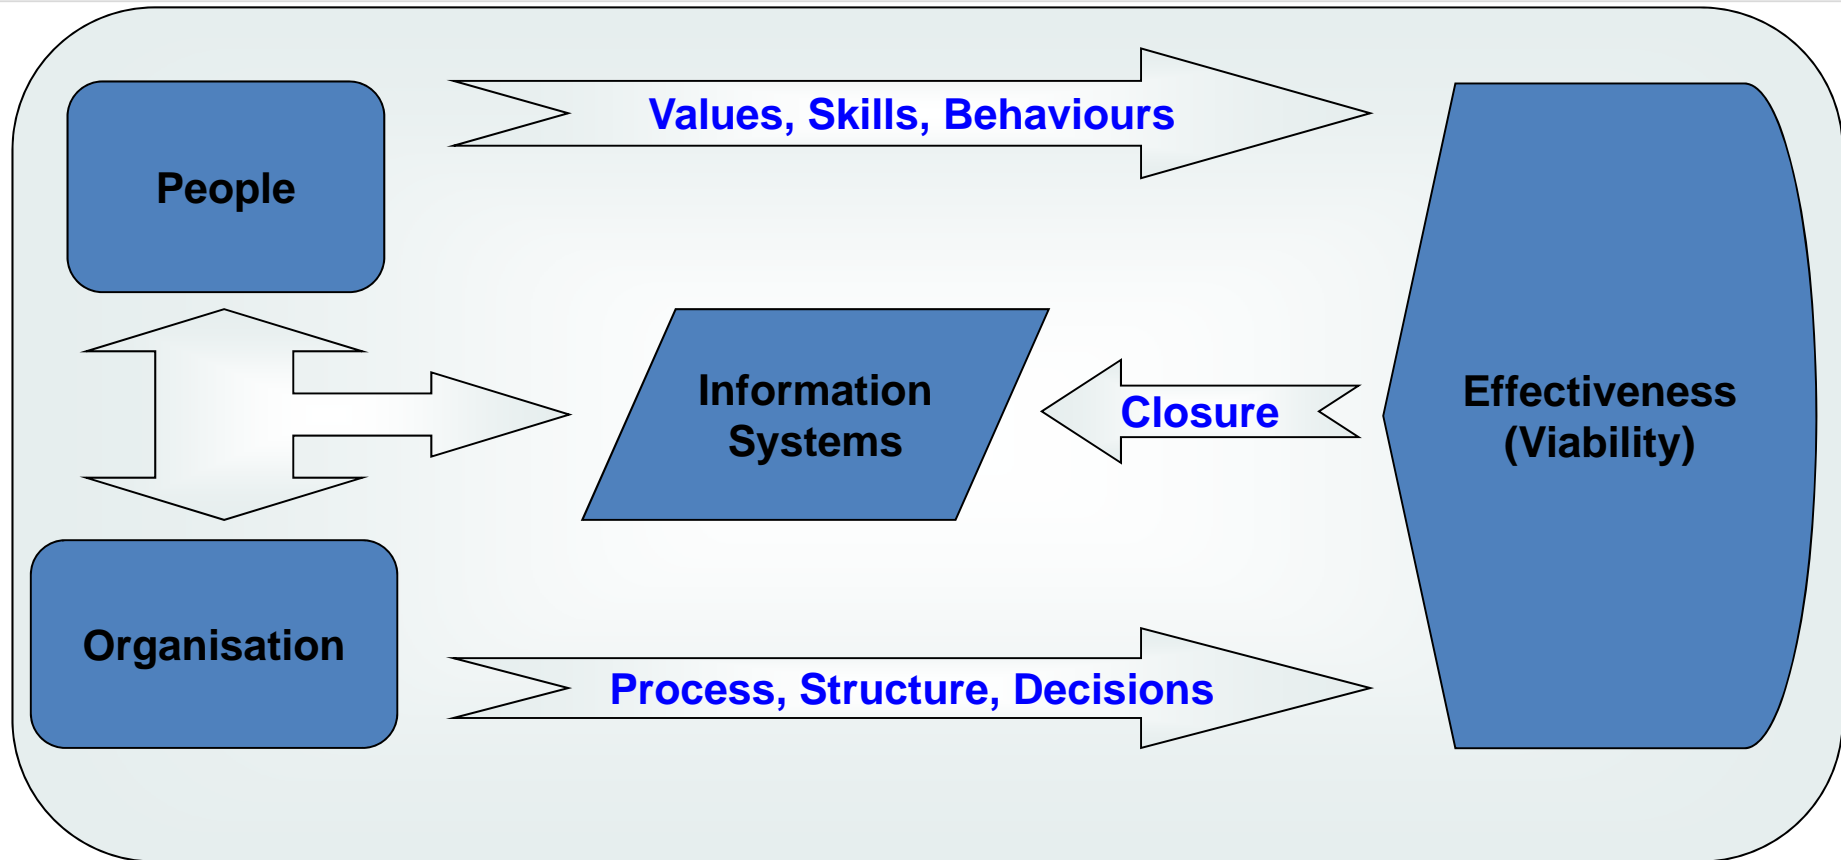 Values, Skills, Behaviours
People
Information
Systems
Closure
Effectiveness
(Viability)
Organisation
Process, Structure, Decisions